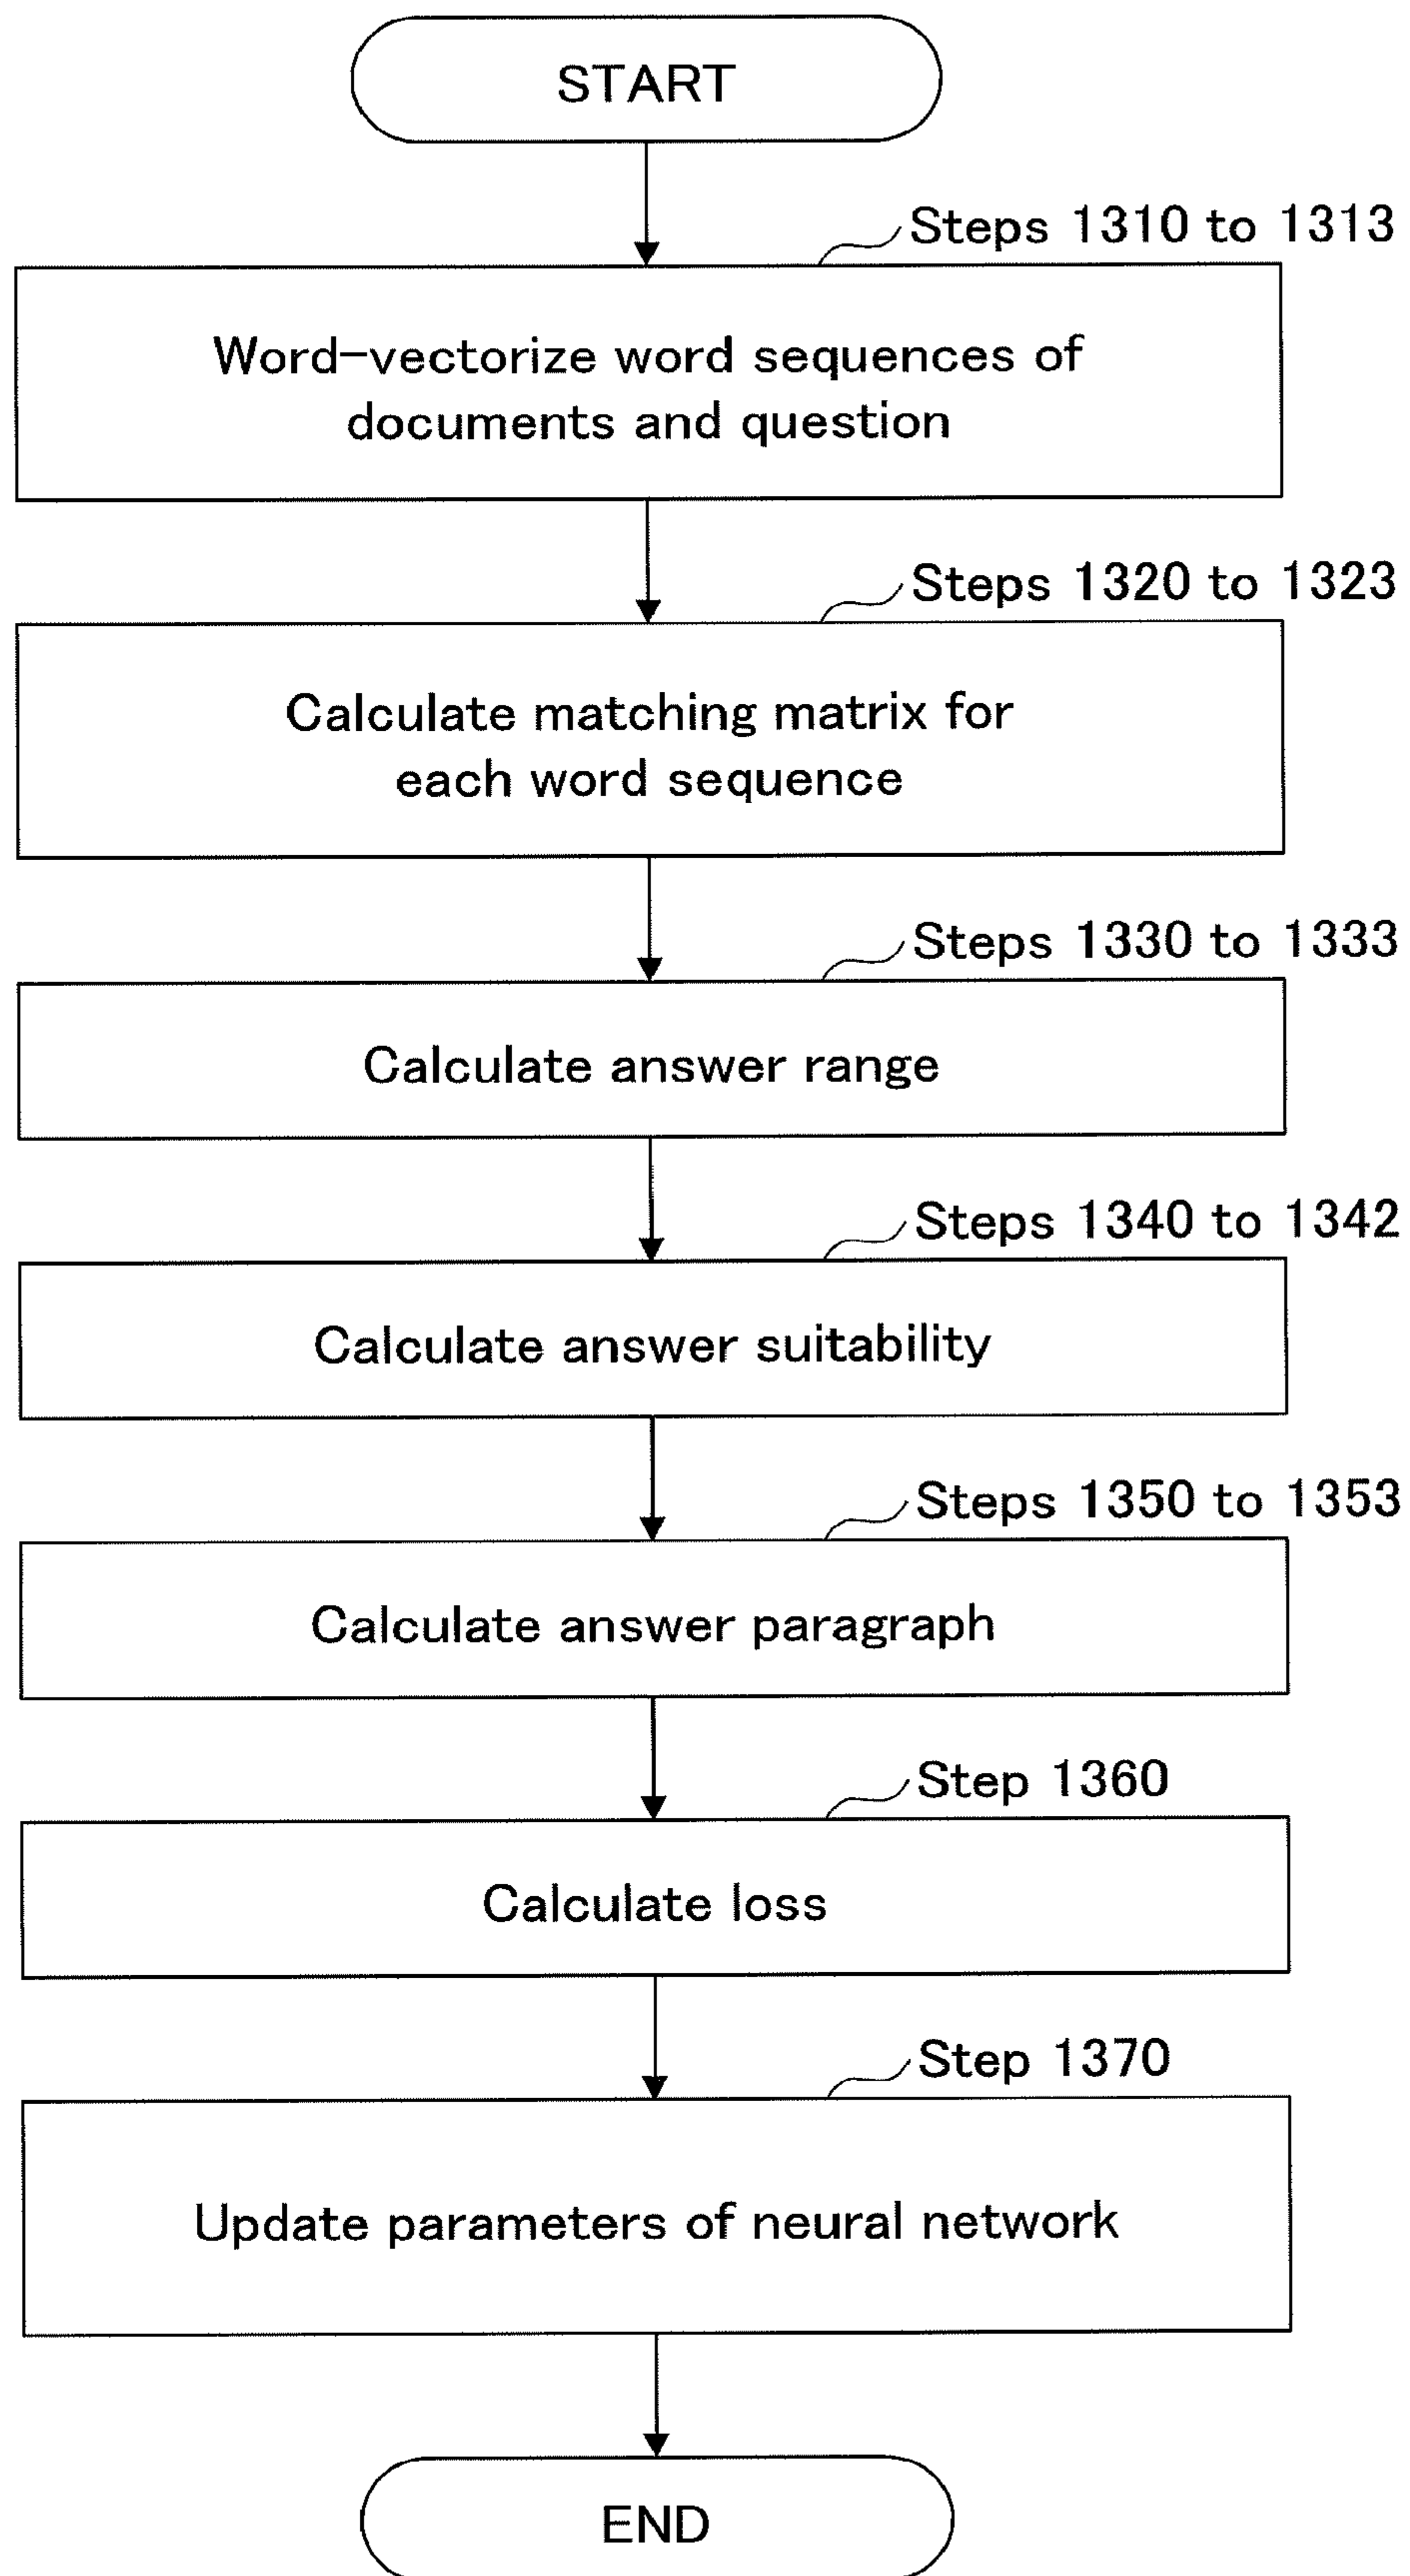 START
Steps 1310 to 1313
Word-vectorize word sequences of
documents and question
Steps 1320 to 1323
Calculate matching matrix for
each word sequence
Steps 1330 to 1333
Calculate answer range
Steps 1340 to 1342
Calculate answer suitability
Steps 1350 to 1353
Calculate answer paragraph
Step 1360
Calculate loss
Step 1370
Update parameters of neural network
END